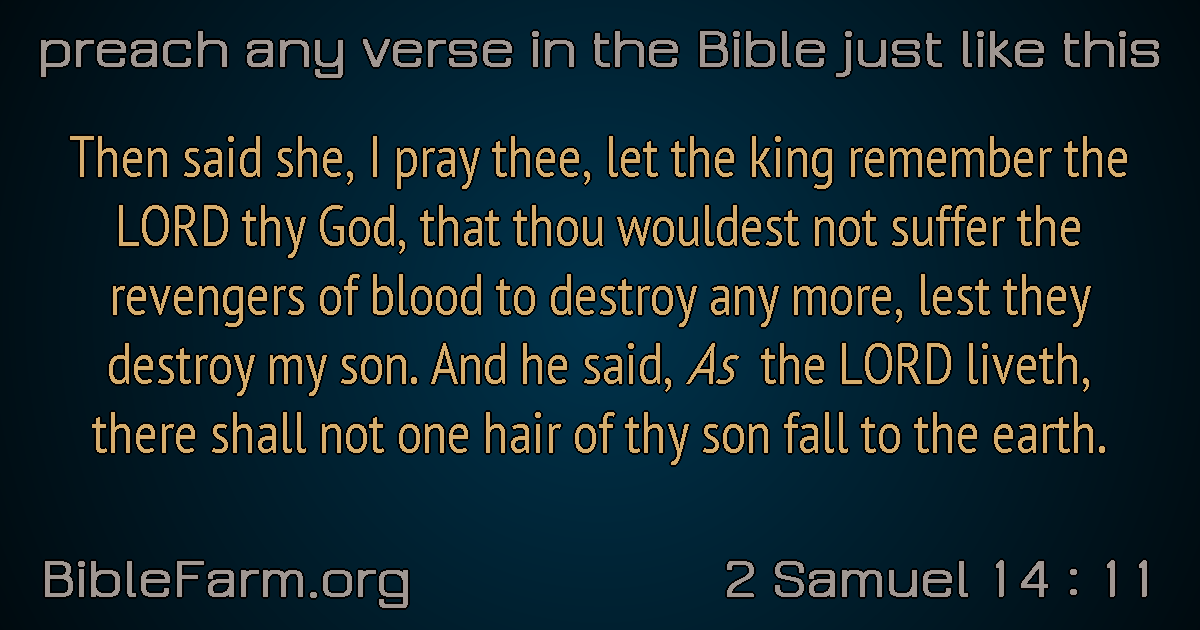 preach any verse in the Bible just like this
Then said she, I pray thee, let the king remember the
LORD thy God, that thou wouldest not suffer the
revengers of blood to destroy any more, lest they
destroy my son. And he said, As the LORD liveth,
there shall not one hair of thy son fall to the earth.
BibleFarm.org
2 Samuel 14 : 11